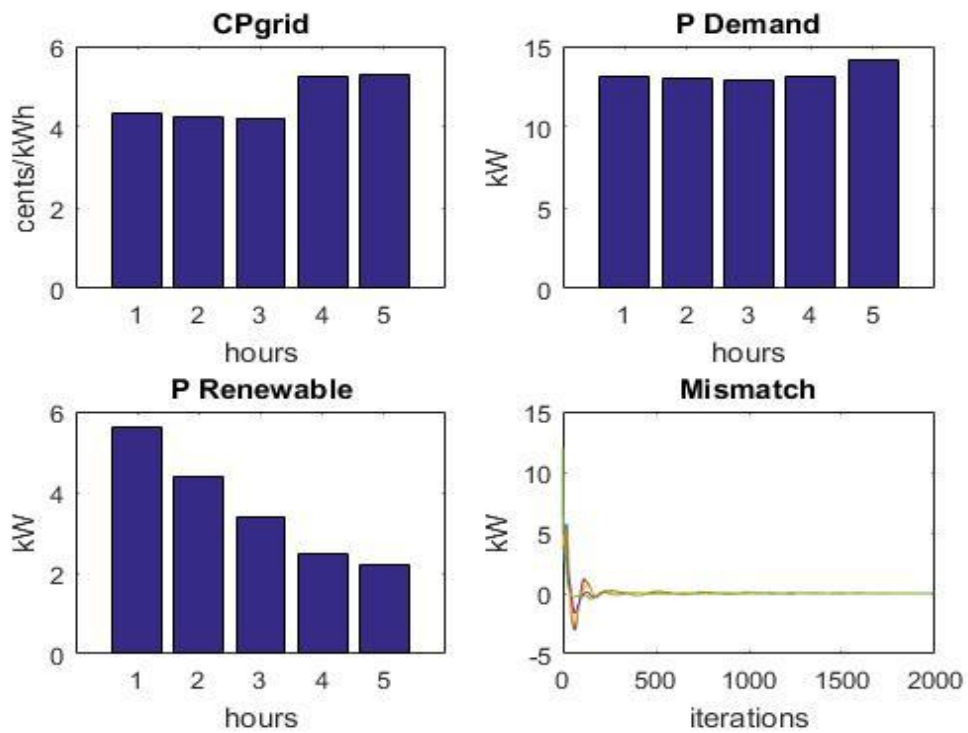 CPgrid
6
4
2
0
cents/kWh
1 2 3 4 5
hours
P Demand
15
10
5
0
kW
1 2 3 4 5
hours
P Renewable
6
4
2
0
kW
1 2 3 4 5
hours
Mismatch
15
10
5
0
-5
kW
0 500 1000 1500 2000
iterations